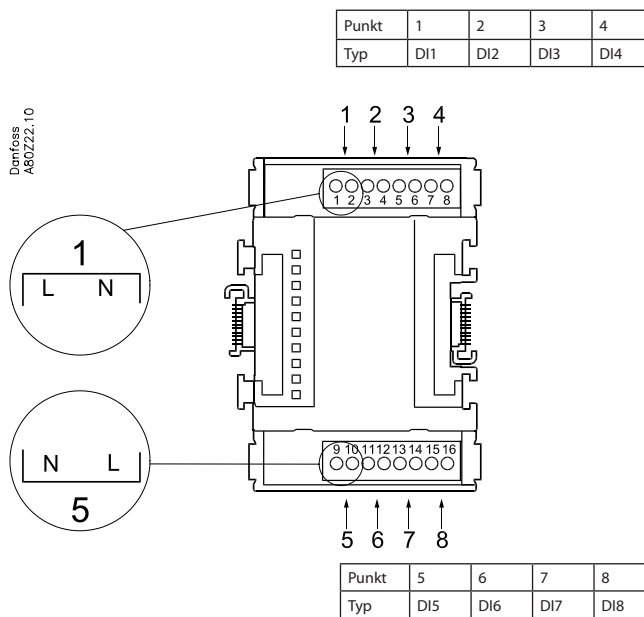 Punkt 1 2 3 4
Typ DI1 DI2 DI3 DI4
Danfoss
A80Z22.10
1 2 3 4
1 2 3 4 5 6 7 8
1
L N
N L
5
9 10 11 12 13 14 15 16
5 6 7 8
Punkt 5 6 7 8
Typ DI5 DI6 DI7 DI8